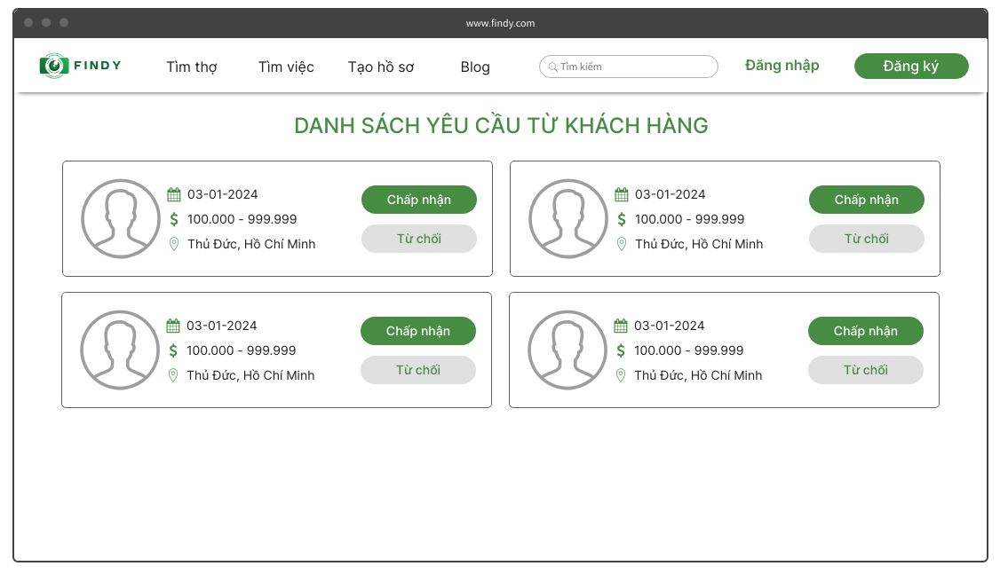 www.findy.com
FINDY Tìm thợ Tìm việc Tạo hồ sơ Blog Tìm kiếm Đăng nhập Đăng ký
DANH SÁCH YÊU CẦU TỪ KHÁCH HÀNG
03-01-2024
100.000 - 999.999
Thủ Đức, Hồ Chí Minh
Chấp nhận
Từ chối
03-01-2024
100.000 - 999.999
Thủ Đức, Hồ Chí Minh
Chấp nhận
Từ chối
03-01-2024
100.000 - 999.999
Thủ Đức, Hồ Chí Minh
Chấp nhận
Từ chối
03-01-2024
100.000 - 999.999
Thủ Đức, Hồ Chí Minh
Chấp nhận
Từ chối